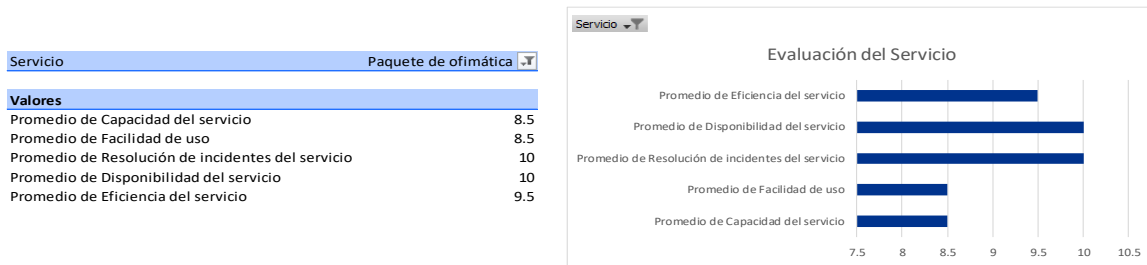 Servicio Paquete de ofimática
Valores
Promedio de Capacidad del servicio 8.5
Promedio de Facilidad de uso 8.5
Promedio de Resolución de incidentes del servicio 10
Promedio de Disponibilidad del servicio 10
Promedio de Eficiencia del servicio 9.5
Servicio
Evaluación del Servicio
Promedio de Eficiencia del servicio
Promedio de Disponibilidad del servicio
Promedio de Resolución de incidentes del servicio
Promedio de Facilidad de uso
Promedio de Capacidad del servicio
7.5 8 8.5 9 9.5 10 10.5